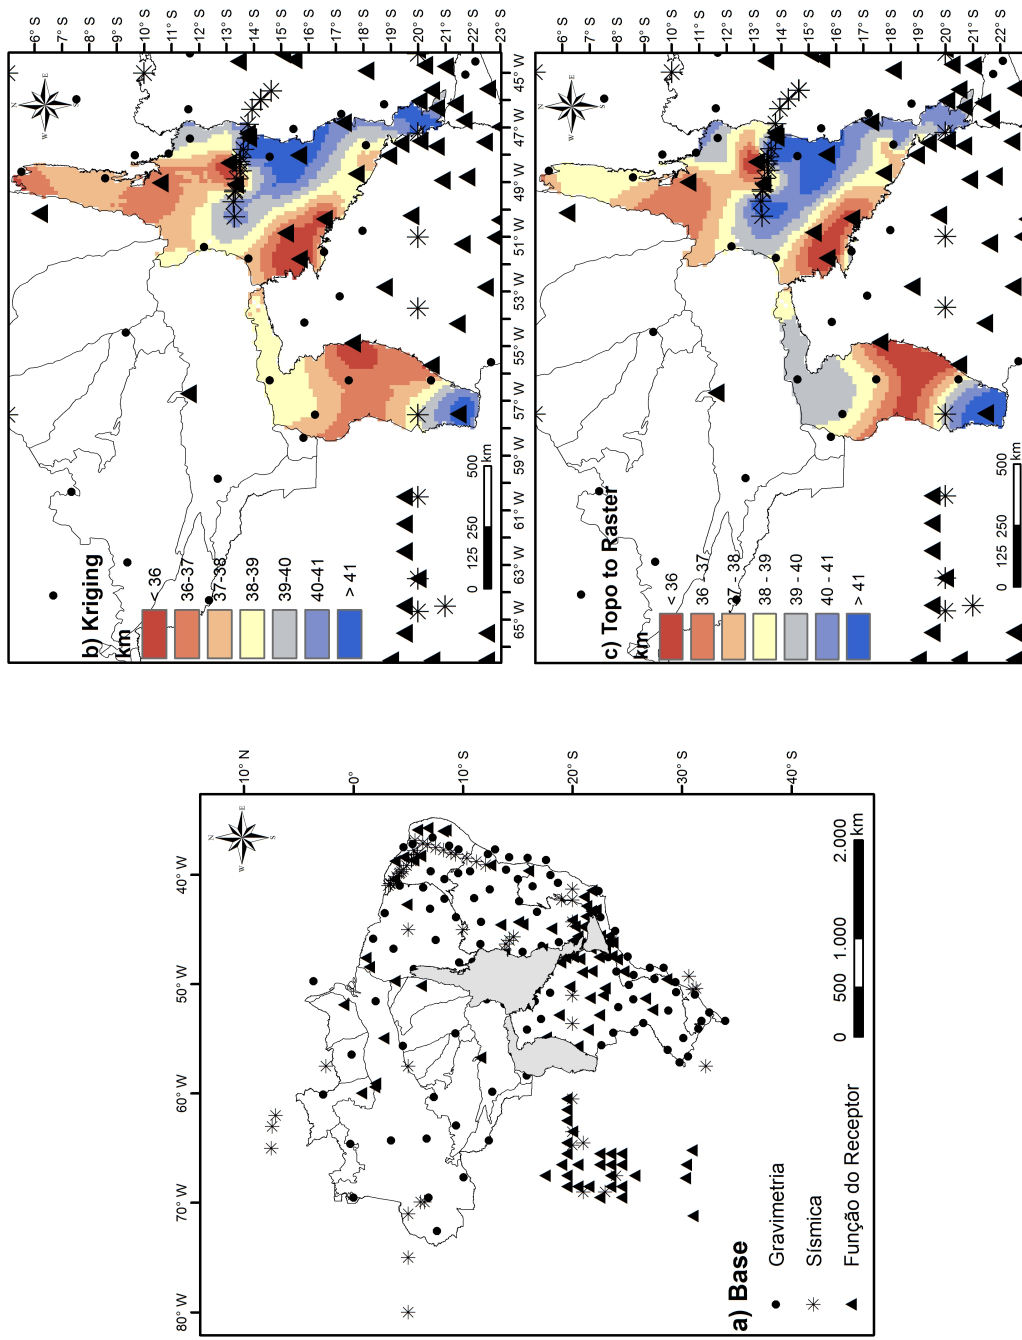 80° W 70° W 60° W 50° W 40° W
10° N
0°
10° S
20° S
30° S
40° S
N
W E
S
a) Base
Gravimetria
Sísmica
Função do Receptor
0 500 1.000 2.000
km
b) Kriging
km
< 36
36-37
37-38
38-39
39-40
40-41
> 41
0 125 250 500
km
N
W E
S
6° S
7° S
8° S
9° S
10° S
11° S
12° S
13° S
14° S
15° S
16° S
17° S
18° S
19° S
20° S
21° S
22° S
23° S
65° W 63° W 61° W 59° W 57° W 55° W 53° W 51° W 49° W 47° W 45° W
c) Topo to Raster
km
< 36
36 - 37
37 - 38
38 - 39
39 - 40
40 - 41
> 41
0 125 250 500
km
N
W E
S
6° S
7° S
8° S
9° S
10° S
11° S
12° S
13° S
14° S
15° S
16° S
17° S
18° S
19° S
20° S
21° S
22° S